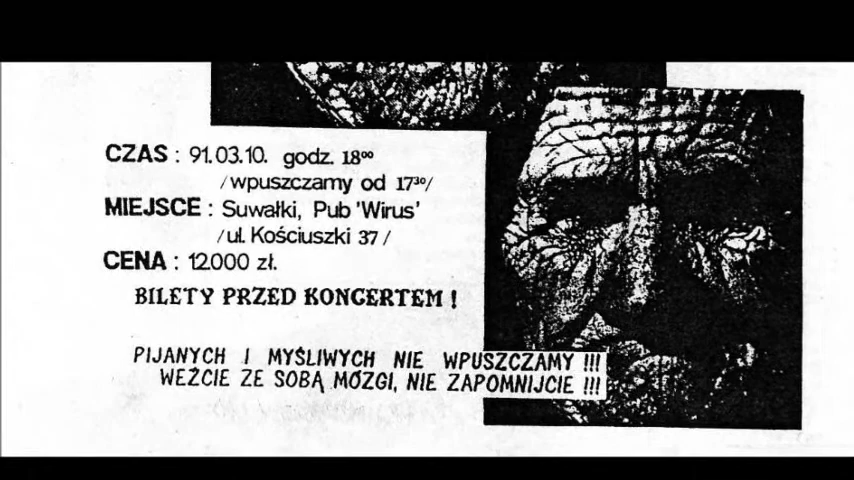 CZAS : 91.03.10. godz. 18⁰⁰
/wpuszczamy od 17³⁰/
MIEJSCE : Suwałki, Pub 'Wirus'
/ul. Kościuszki 37 /
CENA : 12.000 zł.
BILETY PRZED KONCERTEM !
PIJANYCH I MYŚLIWYCH NIE WPUSZCZAMY !!!
WEŹCIE ZE SOBĄ MÓZGI, NIE ZAPOMNIJCIE !!!